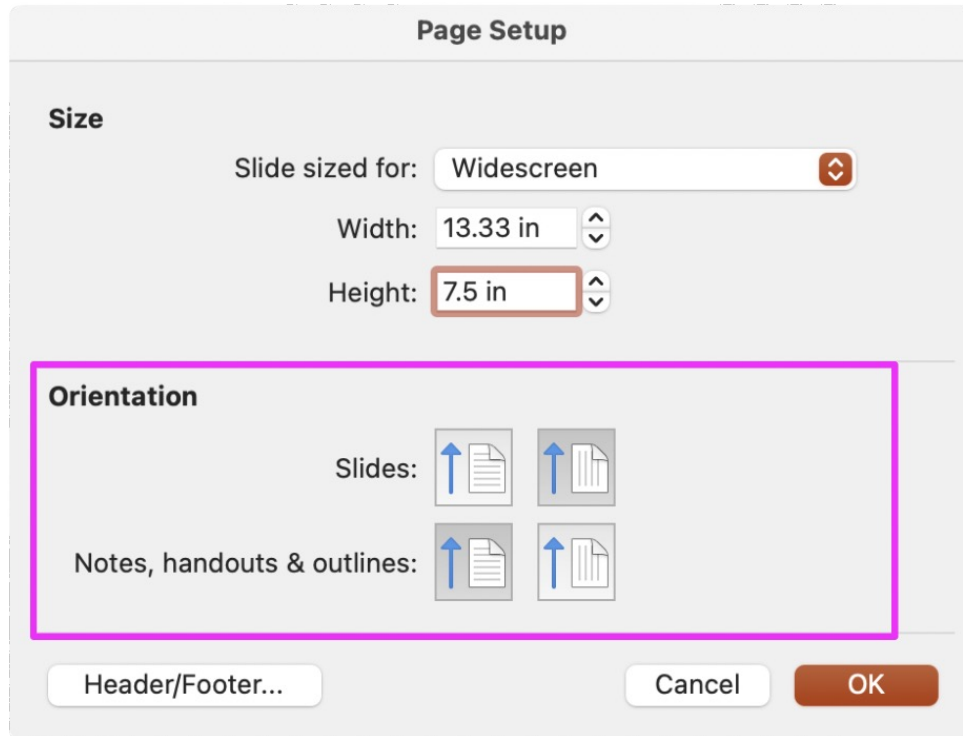 Page Setup
Size
Slide sized for: Widescreen
Width: 13.33 in
Height: 7.5 in
Orientation
Slides:
Notes, handouts & outlines:
Header/Footer... Cancel OK